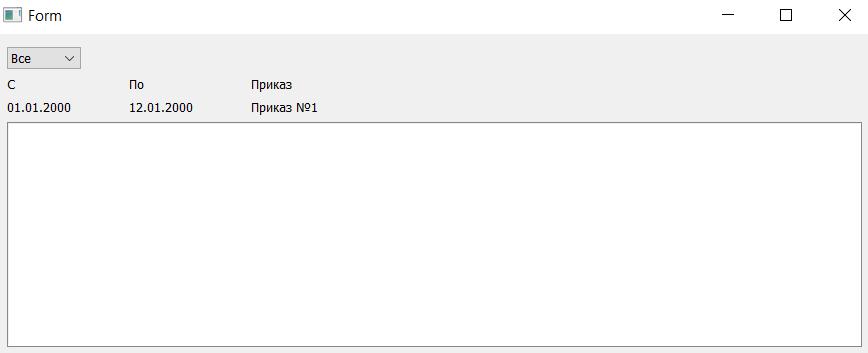 Form
Все
С По Приказ
01.01.2000 12.01.2000 Приказ №1